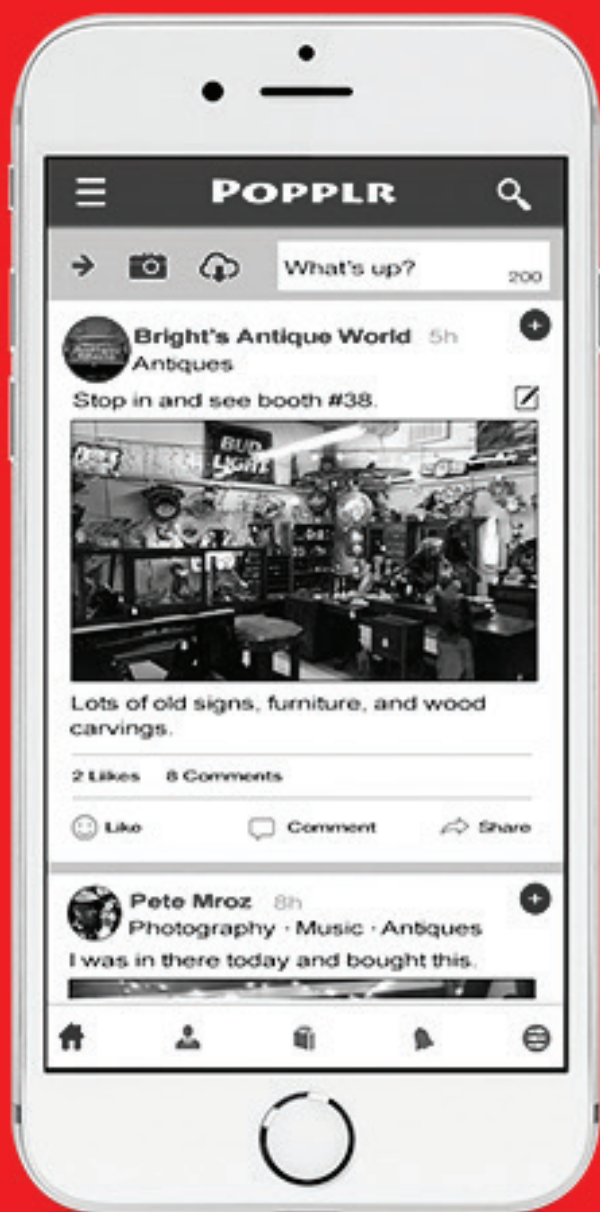 POPPLR
What's up?
200
Bright's Antique World 5h
Antiques
Stop in and see booth #38.
BUD
LIGHT
Lots of old signs, furniture, and wood
carvings.
2 Likes 8 Comments
Like Comment Share
Pete Mroz 8h
Photography · Music · Antiques
I was in there today and bought this.